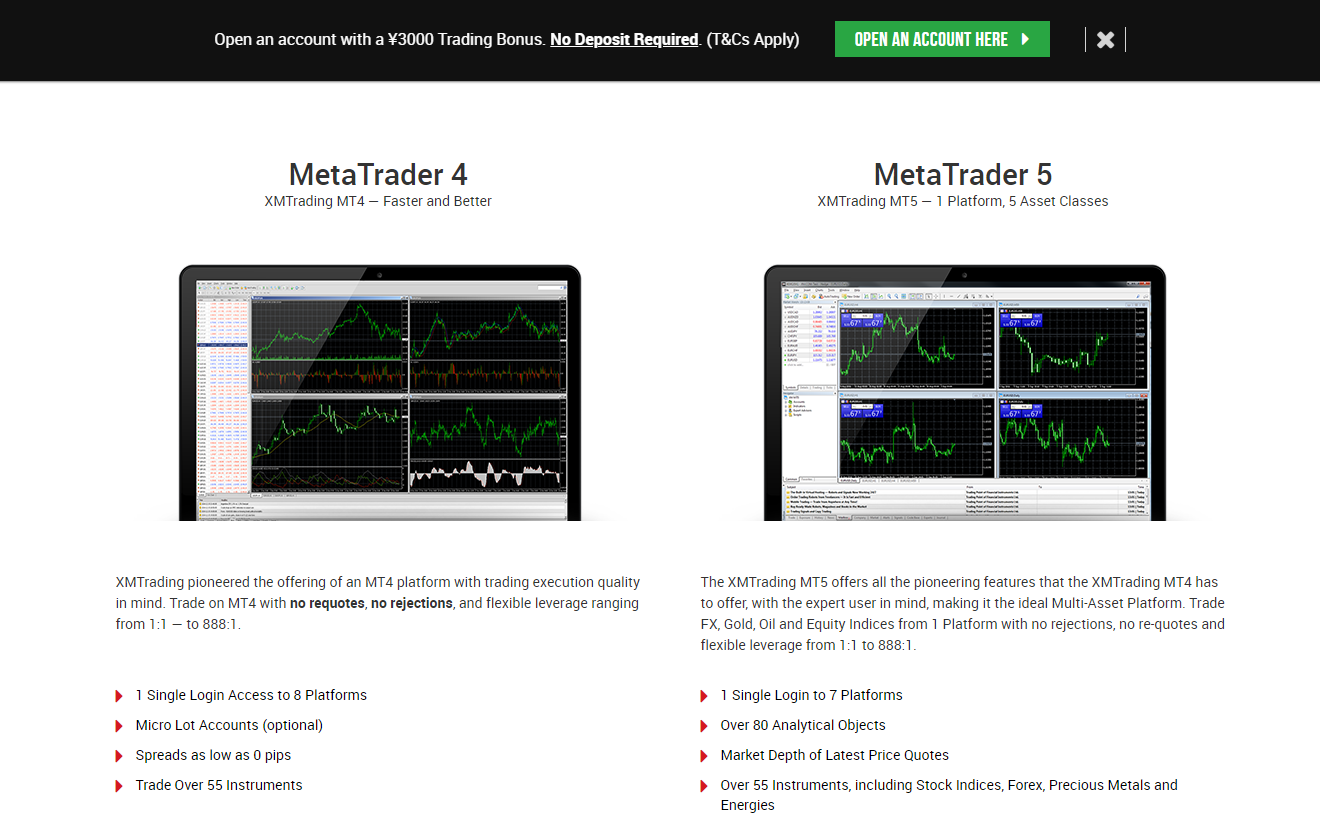 Open an account with a ¥3000 Trading Bonus. No Deposit Required. (T&Cs Apply)
OPEN AN ACCOUNT HERE
MetaTrader 4
XMTrading MT4 — Faster and Better
MetaTrader 5
XMTrading MT5 — 1 Platform, 5 Asset Classes
XMTrading pioneered the offering of an MT4 platform with trading execution quality
in mind. Trade on MT4 with no requotes, no rejections, and flexible leverage ranging
from 1:1 — to 888:1.
1 Single Login Access to 8 Platforms
Micro Lot Accounts (optional)
Spreads as low as 0 pips
Trade Over 55 Instruments
The XMTrading MT5 offers all the pioneering features that the XMTrading MT4 has
to offer, with the expert user in mind, making it the ideal Multi-Asset Platform. Trade
FX, Gold, Oil and Equity Indices from 1 Platform with no rejections, no re-quotes and
flexible leverage from 1:1 to 888:1.
1 Single Login to 7 Platforms
Over 80 Analytical Objects
Market Depth of Latest Price Quotes
Over 55 Instruments, including Stock Indices, Forex, Precious Metals and
Energies